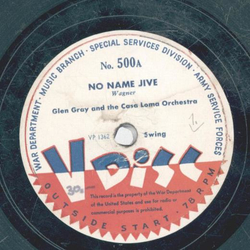 WAR DEPARTMENT - MUSIC BRANCH - SPECIAL SERVICES DIVISION - ARMY SERVICE FORCES
No. 500A
NO NAME JIVE
Wagner
Glen Gray and the Casa Loma Orchestra
VP 1362
Swing
V DISC
30,-
This record is the property of the War Department
of the United States and use for radio or
commercial purposes is prohibited.
OUTSIDE START - 78 RPM